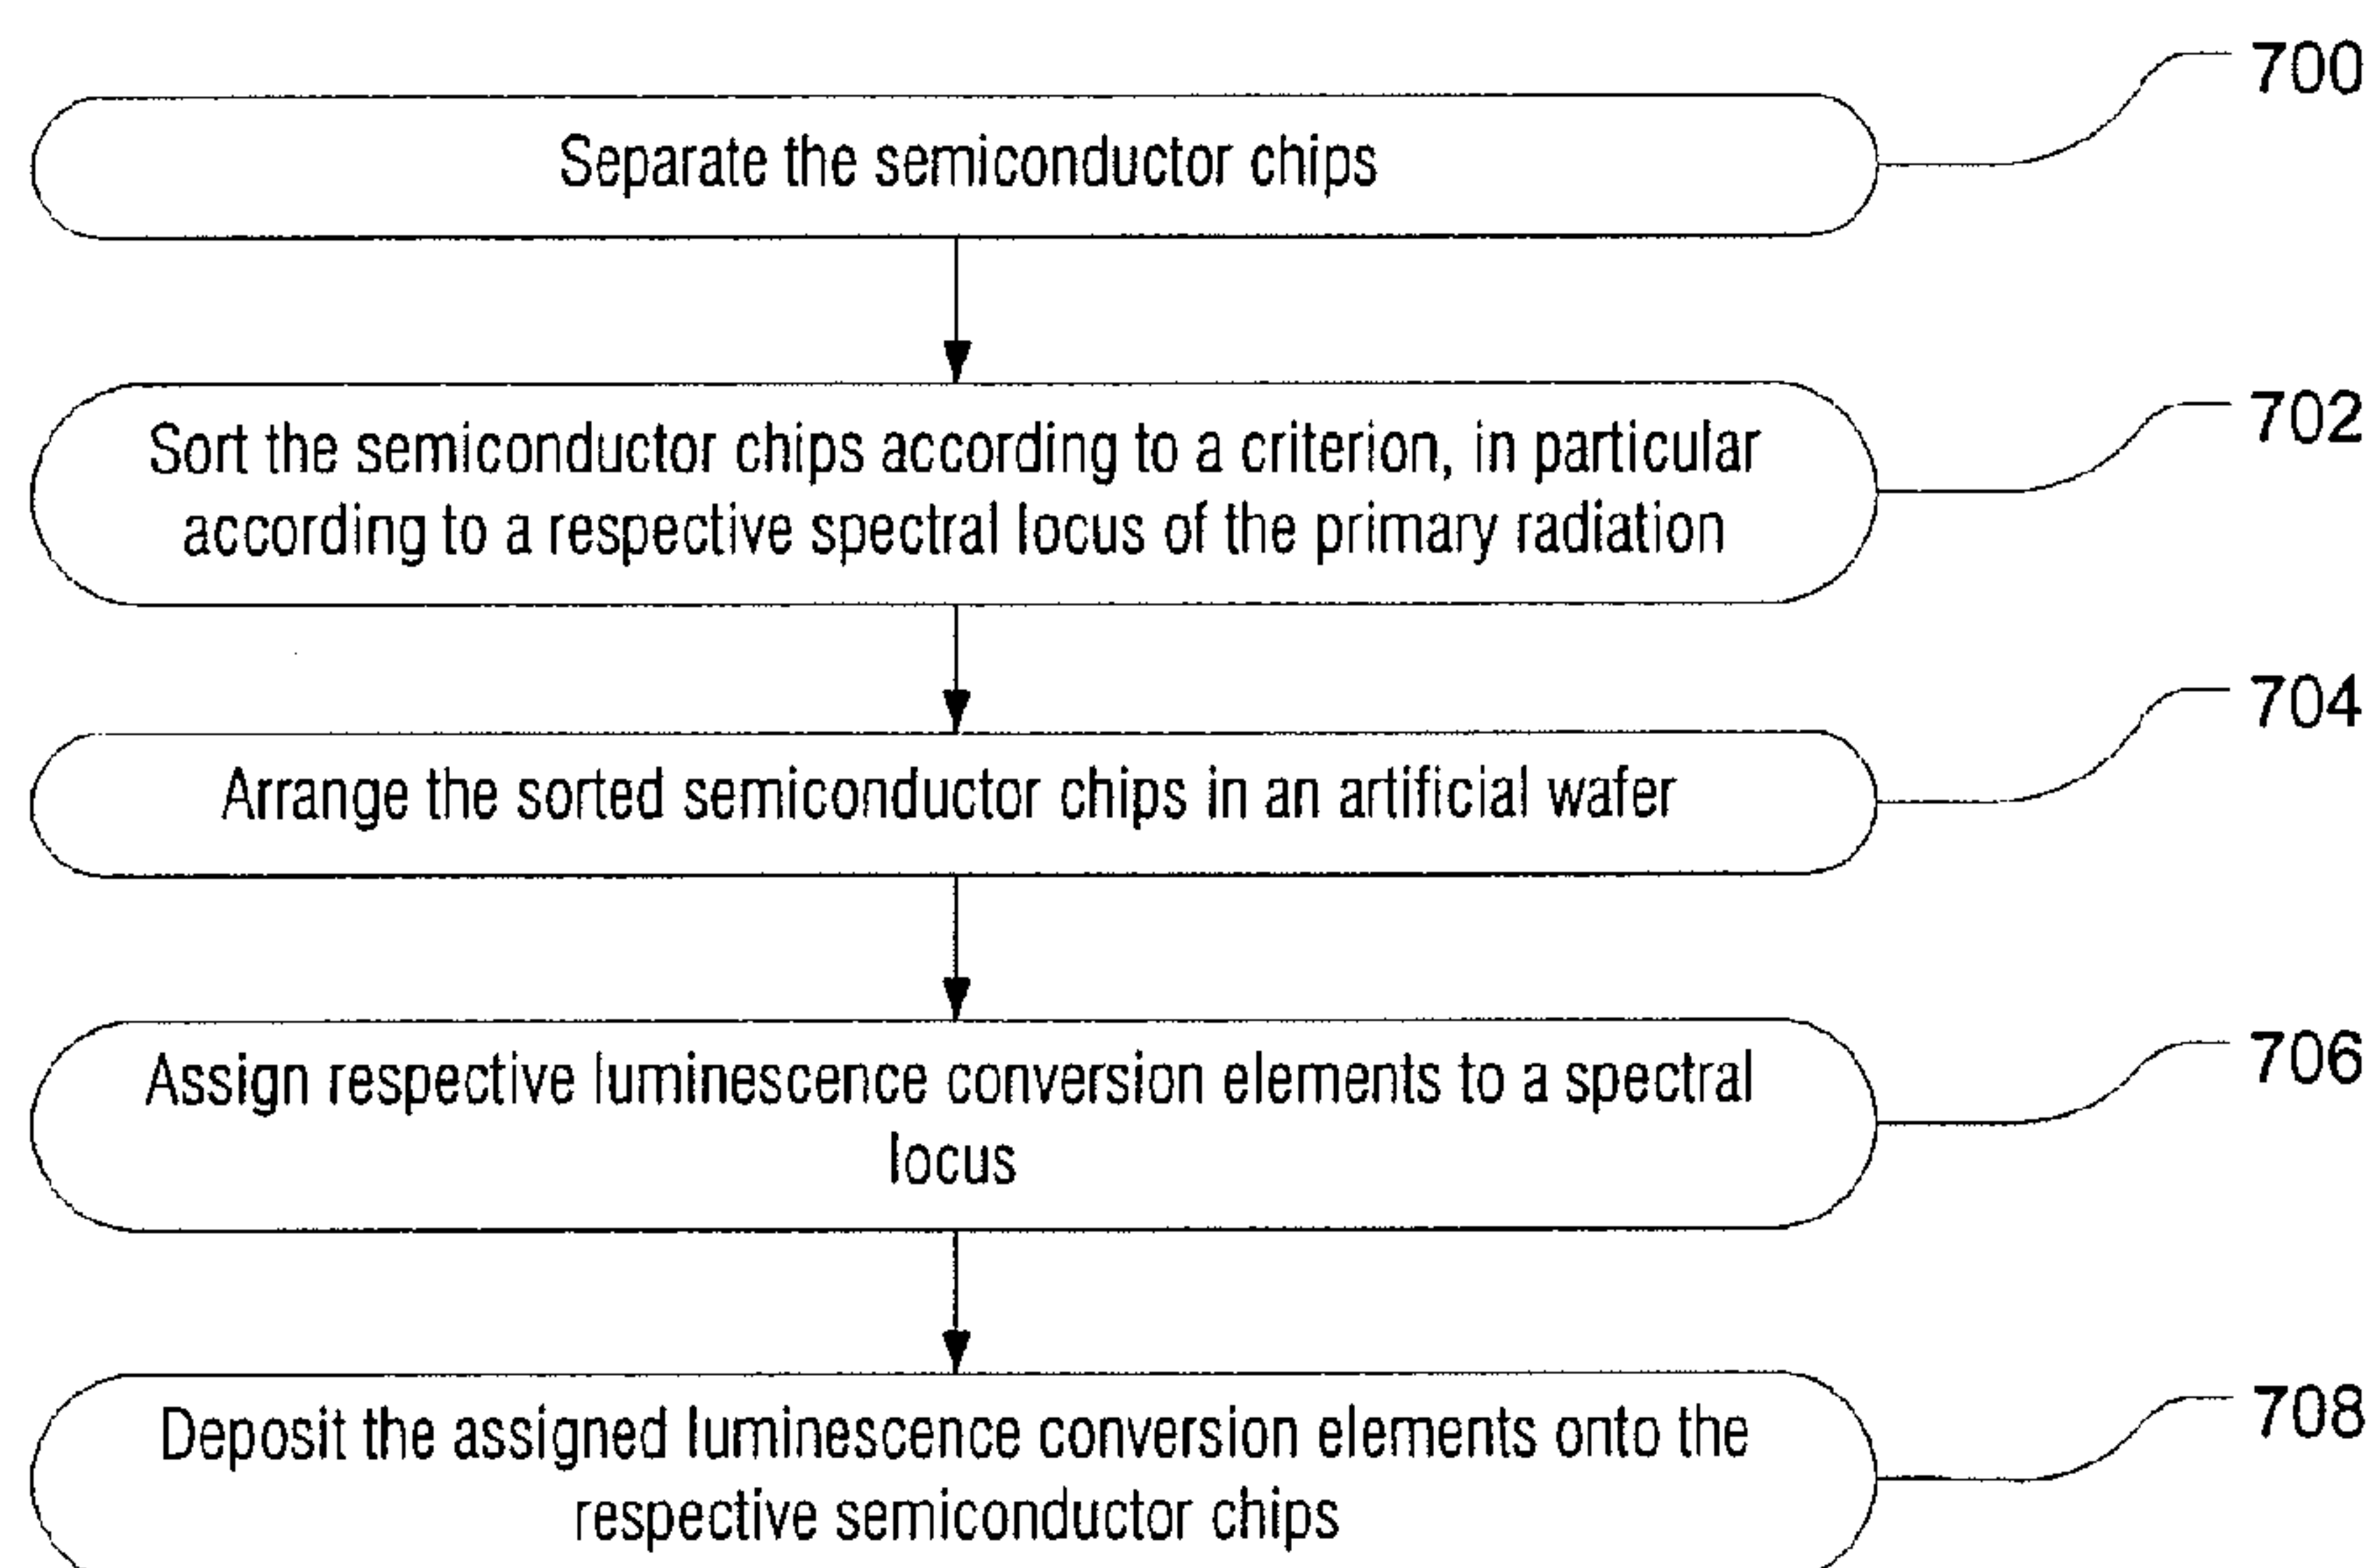 700
Separate the semiconductor chips
702
Sort the semiconductor chips according to a criterion, in particular
according to a respective spectral locus of the primary radiation
704
Arrange the sorted semiconductor chips in an artificial wafer
706
Assign respective luminescence conversion elements to a spectral
locus
708
Deposit the assigned luminescence conversion elements onto the
respective semiconductor chips